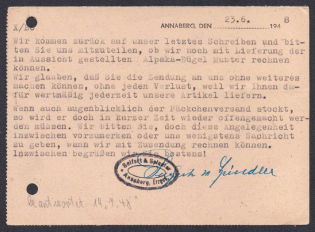 ANNABERG, DEN 23.6. 1948
Wir kommen zurück auf unser letztes Schreiben und bit-
ten Sie uns mitzuteilen, ob wir noch mit Lieferung der
in Aussicht gestellten Alpaka-Bügel Muster rechnen
können.
Wir glauben, daß Sie die Sendung an uns ohne weiteres
machen können, ohne jeden Verlust, weil wir Ihnen da-
für wertmäßig jederzeit unsere Artikel liefern.
Wenn auch augenblicklich der Päckchenversand stockt,
so wird er doch in kurzer Zeit wieder offengemacht wer-
den müssen. Wir bitten Sie, doch diese Angelegenheit
inzwischen vorzumerken oder uns wenigstens Nachricht
zu geben, wann wir mit Zusendung rechnen können.
Inzwischen begrüßen wir Sie bestens!
Annaberg, Erzgeb.
beantwortet 14.9.48